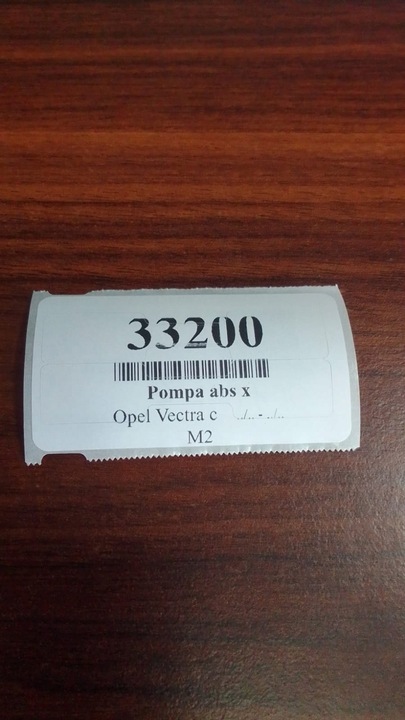 33200
Pompa abs x
Opel Vectra c ../.. - ../..
M2